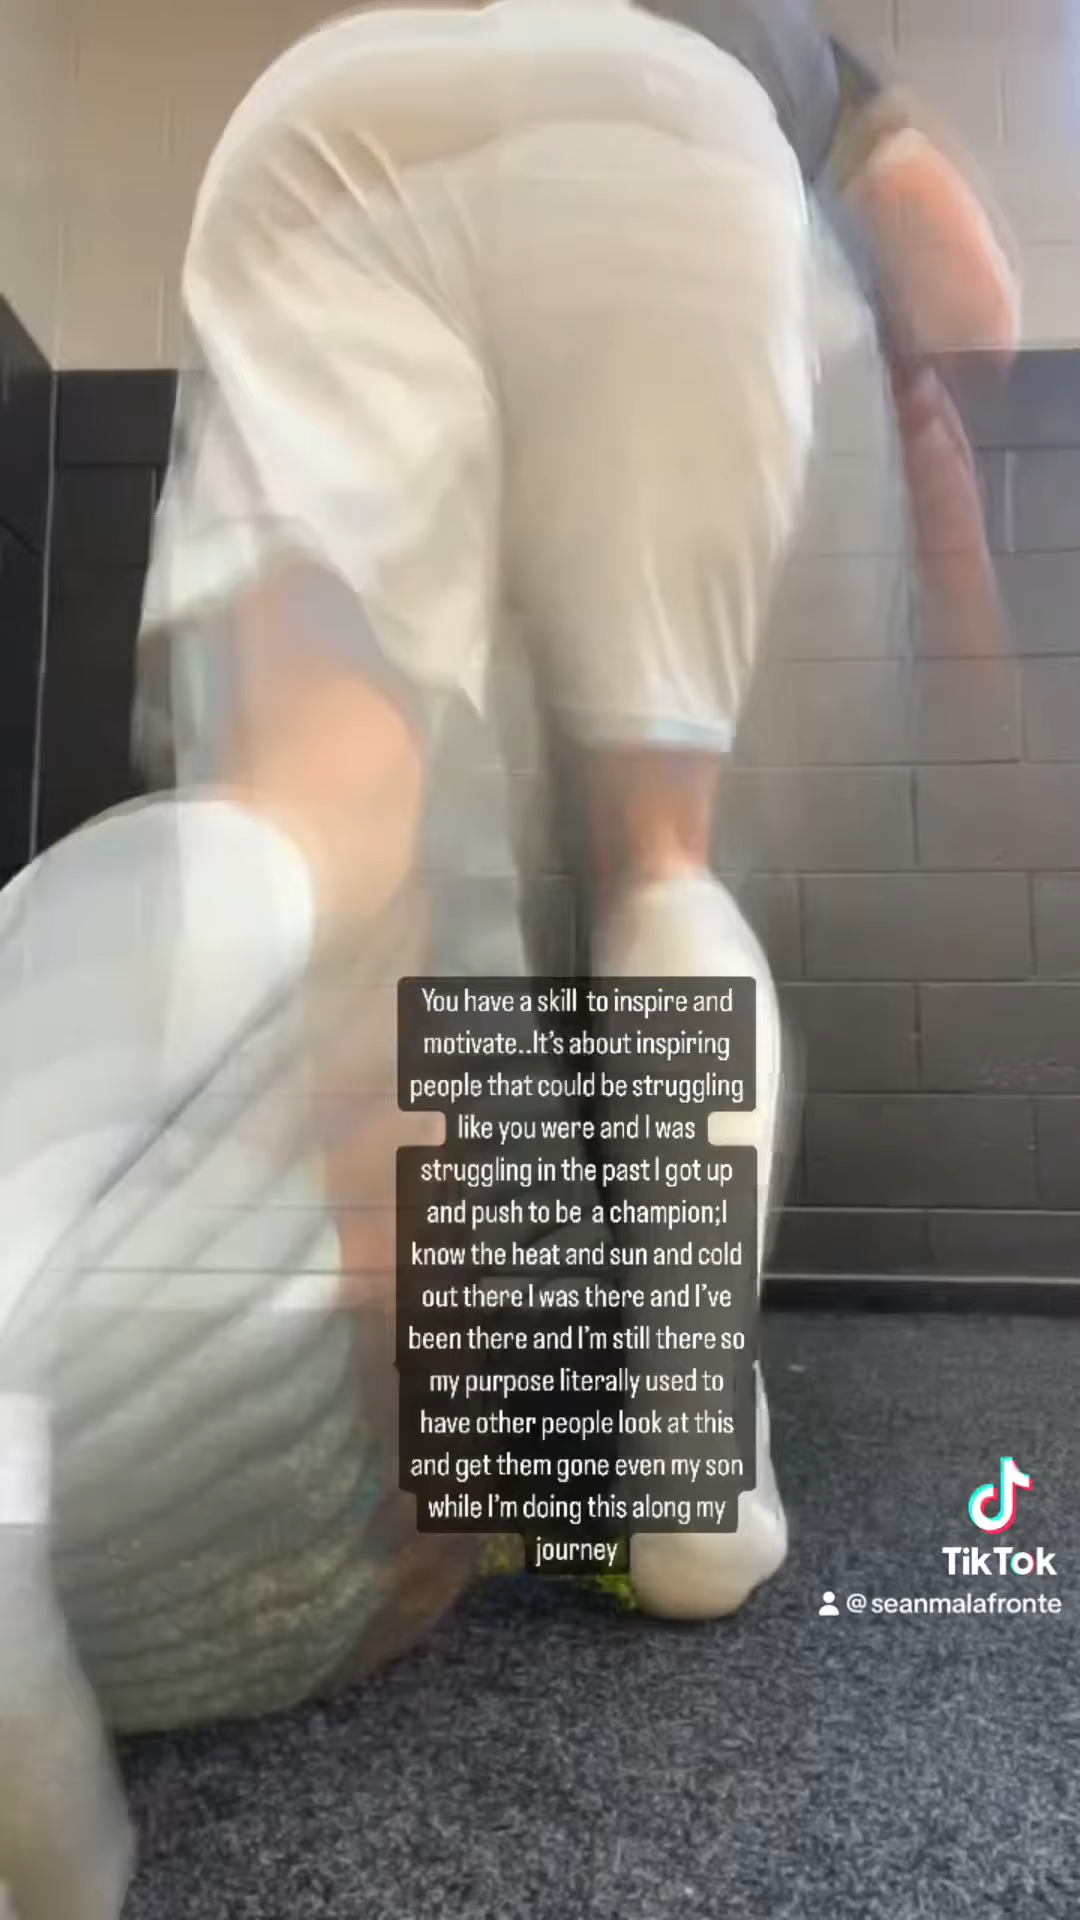 You have a skill to inspire and
motivate..It's about inspiring
people that could be struggling
like you were and I was
struggling in the past I got up
and push to be a champion;I
know the heat and sun and cold
out there I was there and I've
been there and I'm still there so
my purpose literally used to
have other people look at this
and get them gone even my son
while I'm doing this along my
journey
TikTok
@seanmalafronte